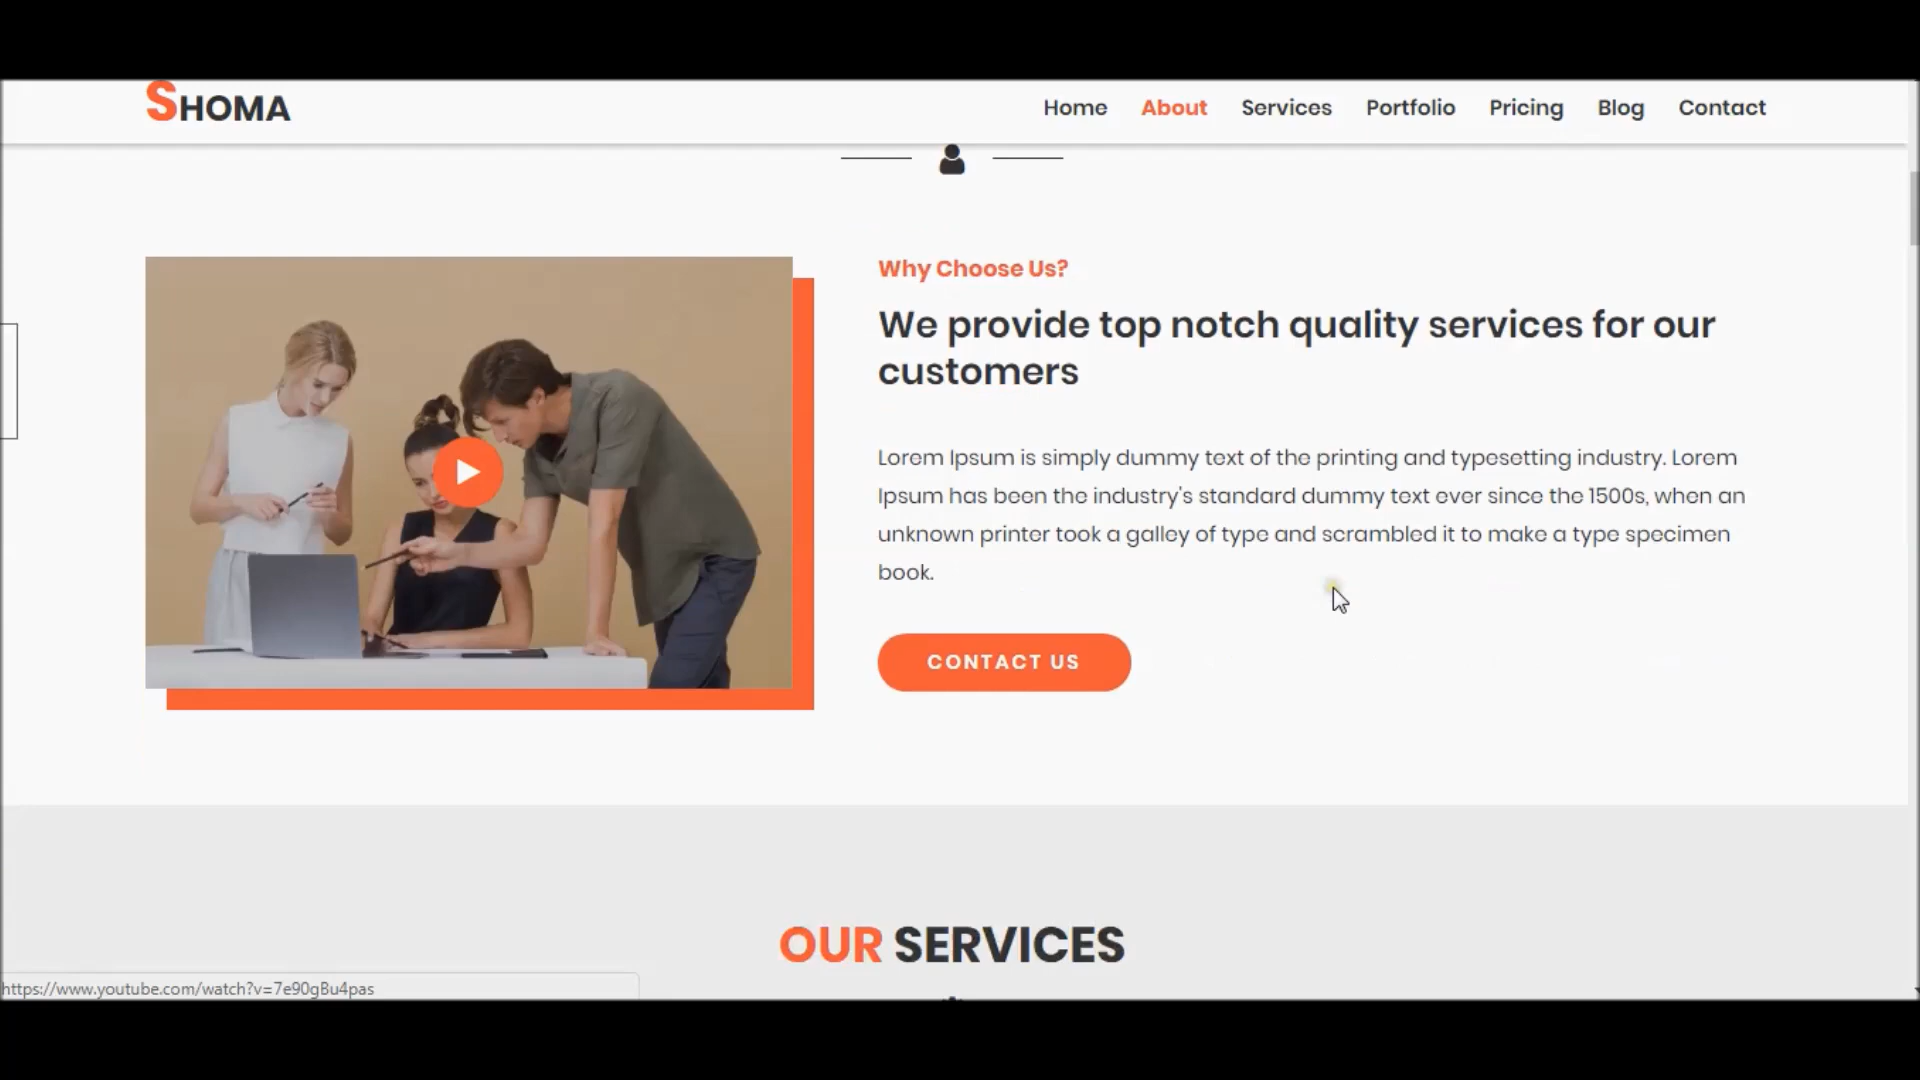 SHOMA
Home About Services Portfolio Pricing Blog Contact
Why Choose Us?
We provide top notch quality services for our
customers
Lorem Ipsum is simply dummy text of the printing and typesetting industry. Lorem
Ipsum has been the industry's standard dummy text ever since the 1500s, when an
unknown printer took a galley of type and scrambled it to make a type specimen
book.
CONTACT US
OUR SERVICES
https://www.youtube.com/watch?v=7e90gBu4pas